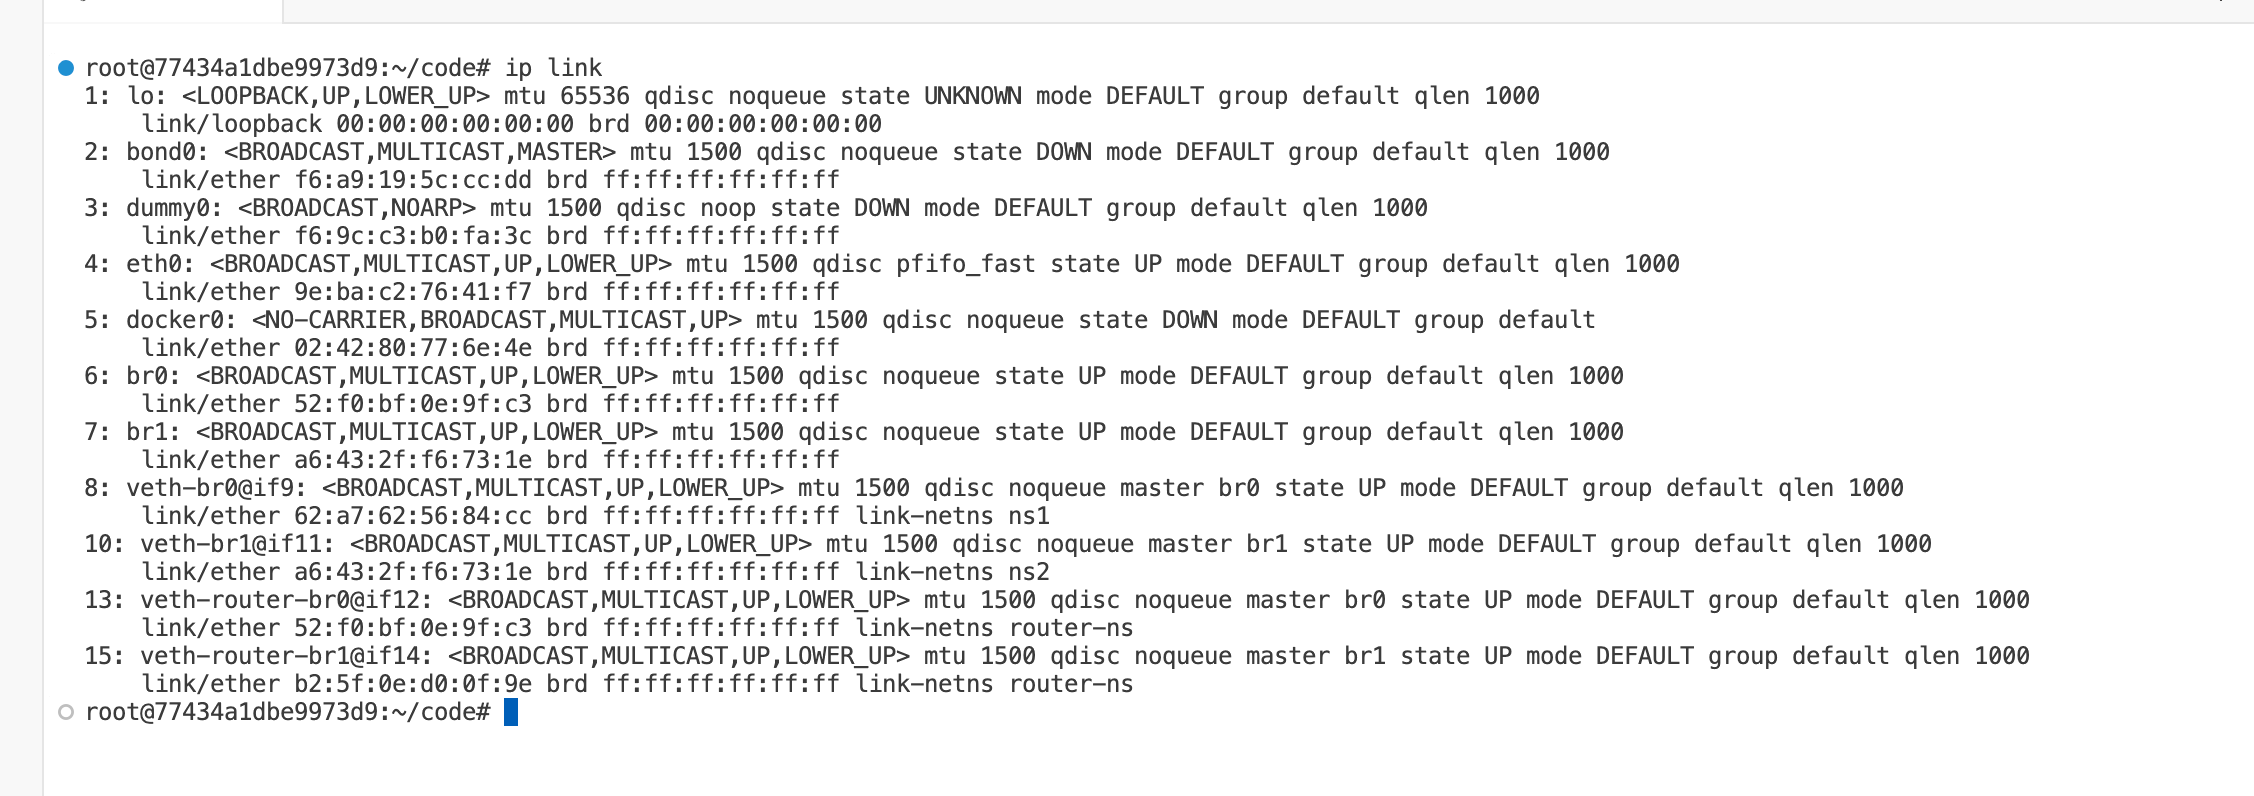 root@77434a1dbe9973d9:~/code# ip link
1: lo: <LOOPBACK,UP,LOWER_UP> mtu 65536 qdisc noqueue state UNKNOWN mode DEFAULT group default qlen 1000
    link/loopback 00:00:00:00:00:00 brd 00:00:00:00:00:00
2: bond0: <BROADCAST,MULTICAST,MASTER> mtu 1500 qdisc noqueue state DOWN mode DEFAULT group default qlen 1000
    link/ether f6:a9:19:5c:cc:dd brd ff:ff:ff:ff:ff:ff
3: dummy0: <BROADCAST,NOARP> mtu 1500 qdisc noop state DOWN mode DEFAULT group default qlen 1000
    link/ether f6:9c:c3:b0:fa:3c brd ff:ff:ff:ff:ff:ff
4: eth0: <BROADCAST,MULTICAST,UP,LOWER_UP> mtu 1500 qdisc pfifo_fast state UP mode DEFAULT group default qlen 1000
    link/ether 9e:ba:c2:76:41:f7 brd ff:ff:ff:ff:ff:ff
5: docker0: <NO-CARRIER,BROADCAST,MULTICAST,UP> mtu 1500 qdisc noqueue state DOWN mode DEFAULT group default
    link/ether 02:42:80:77:6e:4e brd ff:ff:ff:ff:ff:ff
6: br0: <BROADCAST,MULTICAST,UP,LOWER_UP> mtu 1500 qdisc noqueue state UP mode DEFAULT group default qlen 1000
    link/ether 52:f0:bf:0e:9f:c3 brd ff:ff:ff:ff:ff:ff
7: br1: <BROADCAST,MULTICAST,UP,LOWER_UP> mtu 1500 qdisc noqueue state UP mode DEFAULT group default qlen 1000
    link/ether a6:43:2f:f6:73:1e brd ff:ff:ff:ff:ff:ff
8: veth-br0@if9: <BROADCAST,MULTICAST,UP,LOWER_UP> mtu 1500 qdisc noqueue master br0 state UP mode DEFAULT group default qlen 1000
    link/ether 62:a7:62:56:84:cc brd ff:ff:ff:ff:ff:ff link-netns ns1
10: veth-br1@if11: <BROADCAST,MULTICAST,UP,LOWER_UP> mtu 1500 qdisc noqueue master br1 state UP mode DEFAULT group default qlen 1000
    link/ether a6:43:2f:f6:73:1e brd ff:ff:ff:ff:ff:ff link-netns ns2
13: veth-router-br0@if12: <BROADCAST,MULTICAST,UP,LOWER_UP> mtu 1500 qdisc noqueue master br0 state UP mode DEFAULT group default qlen 1000
    link/ether 52:f0:bf:0e:9f:c3 brd ff:ff:ff:ff:ff:ff link-netns router-ns
15: veth-router-br1@if14: <BROADCAST,MULTICAST,UP,LOWER_UP> mtu 1500 qdisc noqueue master br1 state UP mode DEFAULT group default qlen 1000
    link/ether b2:5f:0e:d0:0f:9e brd ff:ff:ff:ff:ff:ff link-netns router-ns
root@77434a1dbe9973d9:~/code#